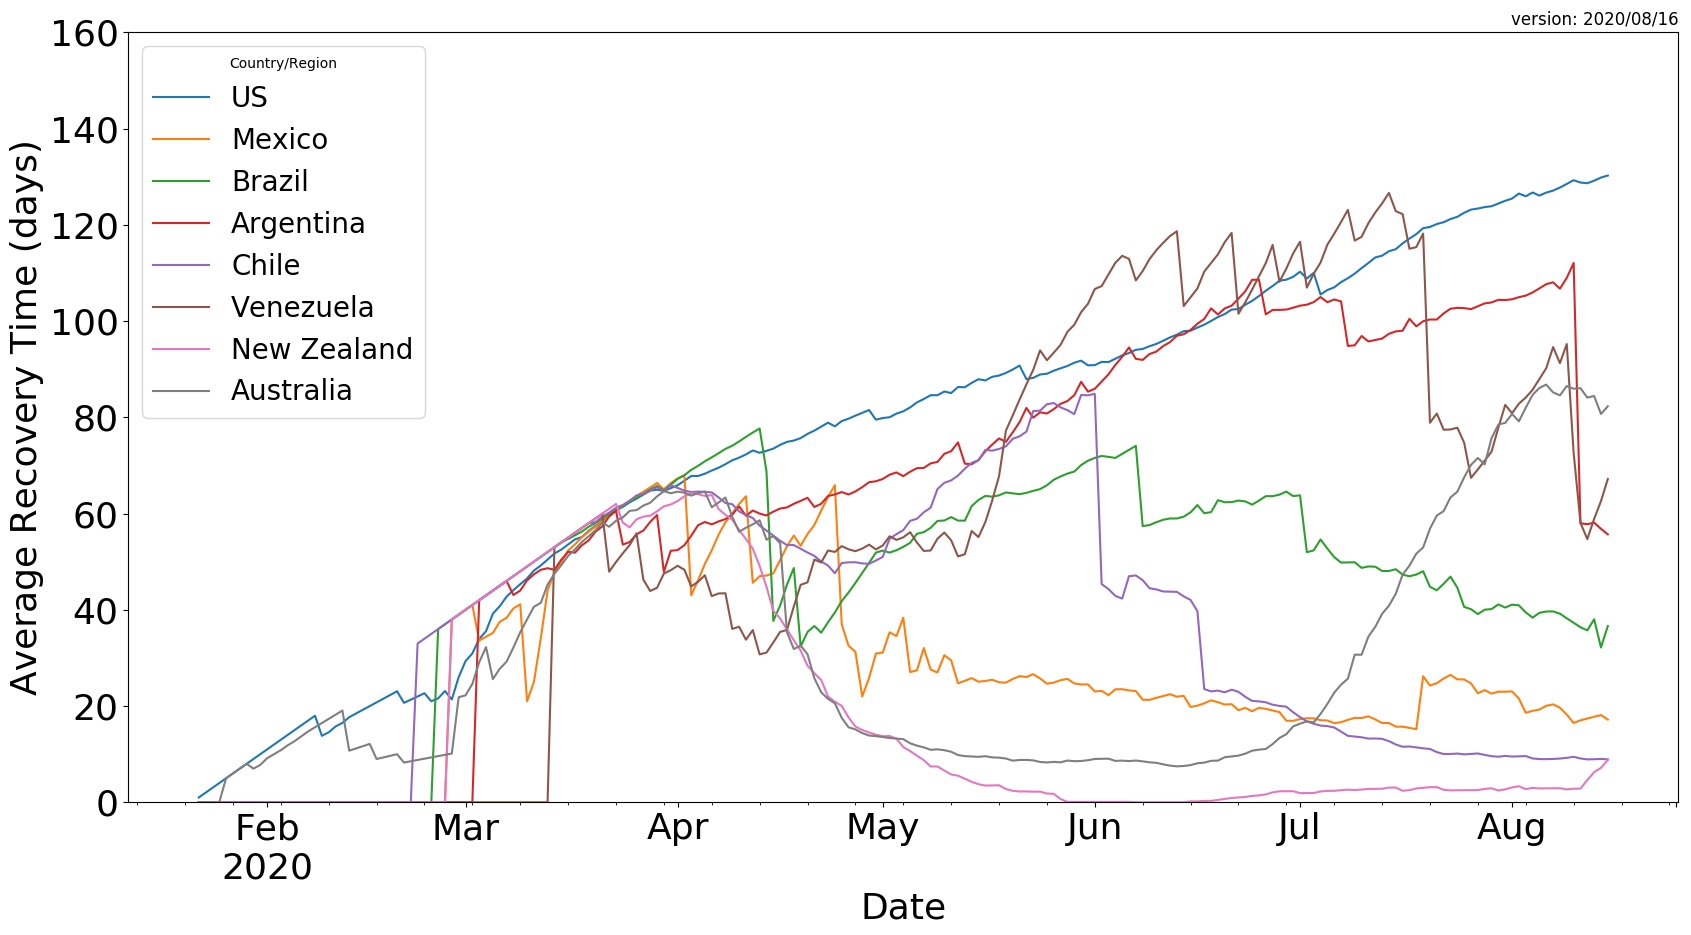 version: 2020/08/16
Average Recovery Time (days)
160
140
120
100
80
60
40
20
0
Country/Region
US
Mexico
Brazil
Argentina
Chile
Venezuela
New Zealand
Australia
Feb Mar Apr May Jun Jul Aug
2020
Date